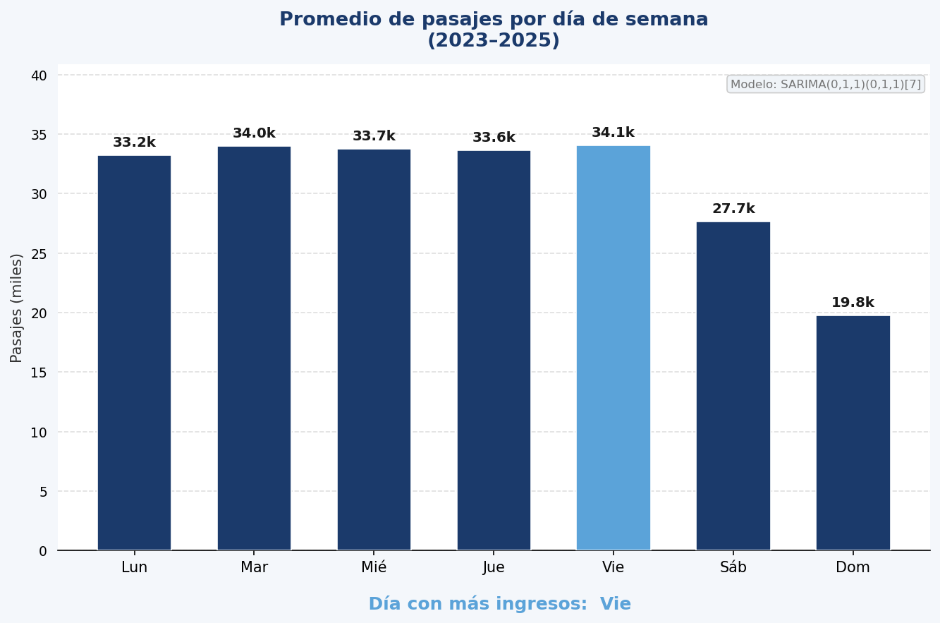 Promedio de pasajes por día de semana
(2023–2025)
Modelo: SARIMA(0,1,1)(0,1,1)[7]
Pasajes (miles)
40
35
30
25
20
15
10
5
0
33.2k
34.0k
33.7k
33.6k
34.1k
27.7k
19.8k
Lun
Mar
Mié
Jue
Vie
Sáb
Dom
Día con más ingresos:  Vie